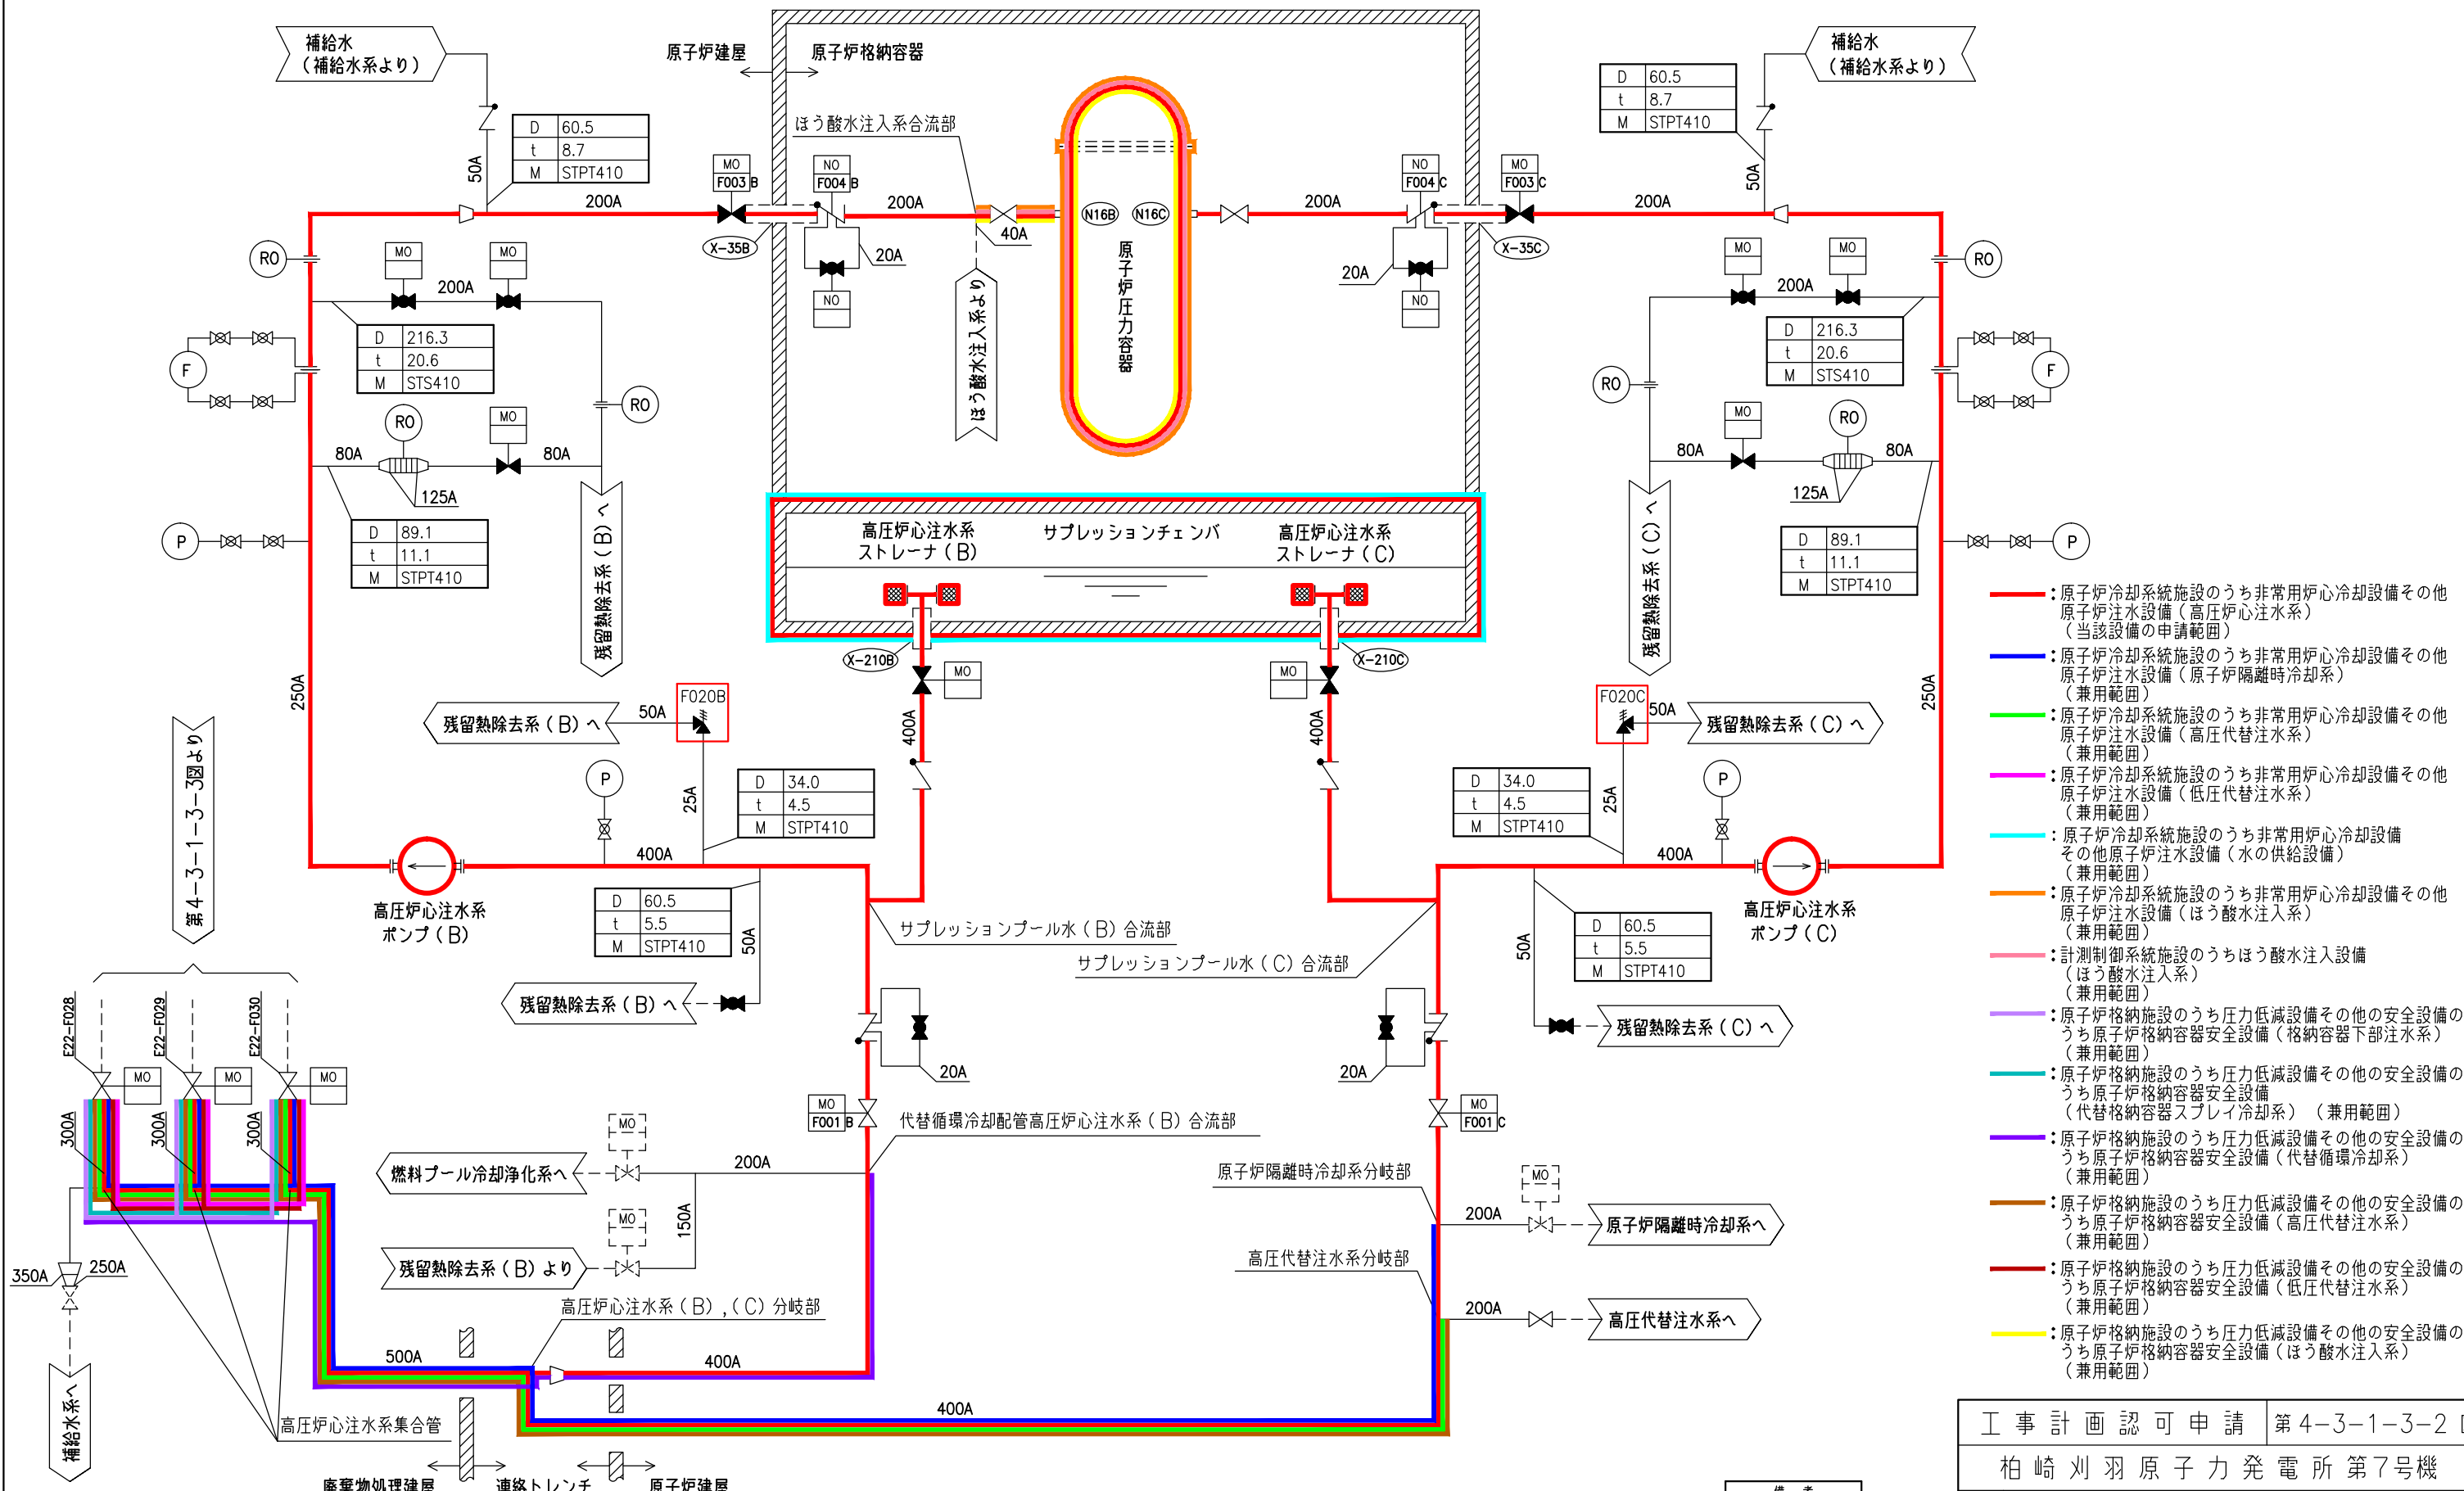 補給水
（補給水系より）
原子炉建屋
原子炉格納容器
補給水
（補給水系より）
D 60.5
t 8.7
M STPT410
50A
ほう酸水注入系合流部
D 60.5
t 8.7
M STPT410
50A
MO
F003 B
NO
F004 B
NO
F004 C
MO
F003 C
200A
200A
200A
200A
N16B
N16C
40A
X-35B
X-35C
20A
20A
NO
NO
原子炉圧力容器
ほう酸水注入系より
RO
MO
MO
200A
D 216.3
t 20.6
M STS410
F
RO
RO
MO
80A
80A
125A
D 89.1
t 11.1
M STPT410
P
残留熱除去系（B）へ
250A
RO
MO
MO
200A
D 216.3
t 20.6
M STS410
F
RO
MO
RO
80A
80A
125A
D 89.1
t 11.1
M STPT410
P
残留熱除去系（C）へ
250A
高圧炉心注水系
ストレーナ（B）
サプレッションチェンバ
高圧炉心注水系
ストレーナ（C）
X-210B
X-210C
MO
MO
400A
400A
F020B
50A
残留熱除去系（B）へ
F020C
50A
残留熱除去系（C）へ
P
25A
D 34.0
t 4.5
M STPT410
400A
D 34.0
t 4.5
M STPT410
25A
P
400A
高圧炉心注水系
ポンプ（B）
高圧炉心注水系
ポンプ（C）
D 60.5
t 5.5
M STPT410
50A
残留熱除去系（B）へ
D 60.5
t 5.5
M STPT410
50A
残留熱除去系（C）へ
サプレッションプール水（B）合流部
サプレッションプール水（C）合流部
第4-3-1-3-3図より
E22-F028
E22-F029
E22-F030
MO
MO
MO
300A
300A
300A
20A
20A
MO
F001 B
MO
F001 C
代替循環冷却配管高圧炉心注水系（B）合流部
MO
燃料プール冷却浄化系へ
200A
150A
MO
残留熱除去系（B）より
原子炉隔離時冷却系分岐部
MO
200A
原子炉隔離時冷却系へ
高圧代替注水系分岐部
200A
高圧代替注水系へ
350A
250A
高圧炉心注水系（B）,（C）分岐部
500A
400A
400A
補給水系へ
高圧炉心注水系集合管
廃棄物処理建屋
連絡トレンチ
原子炉建屋
：原子炉冷却系統施設のうち非常用炉心冷却設備その他
原子炉注水設備（高圧炉心注水系）
（当該設備の申請範囲）
：原子炉冷却系統施設のうち非常用炉心冷却設備その他
原子炉注水設備（原子炉隔離時冷却系）
（兼用範囲）
：原子炉冷却系統施設のうち非常用炉心冷却設備その他
原子炉注水設備（高圧代替注水系）
（兼用範囲）
：原子炉冷却系統施設のうち非常用炉心冷却設備その他
原子炉注水設備（低圧代替注水系）
（兼用範囲）
：原子炉冷却系統施設のうち非常用炉心冷却設備
その他原子炉注水設備（水の供給設備）
（兼用範囲）
：原子炉冷却系統施設のうち非常用炉心冷却設備その他
原子炉注水設備（ほう酸水注入系）
（兼用範囲）
：計測制御系統施設のうちほう酸水注入設備
（ほう酸水注入系）
（兼用範囲）
：原子炉格納施設のうち圧力低減設備その他の安全設備の
うち原子炉格納容器安全設備（格納容器下部注水系）
（兼用範囲）
：原子炉格納施設のうち圧力低減設備その他の安全設備の
うち原子炉格納容器安全設備
（代替格納容器スプレイ冷却系）（兼用範囲）
：原子炉格納施設のうち圧力低減設備その他の安全設備の
うち原子炉格納容器安全設備（代替循環冷却系）
（兼用範囲）
：原子炉格納施設のうち圧力低減設備その他の安全設備の
うち原子炉格納容器安全設備（高圧代替注水系）
（兼用範囲）
：原子炉格納施設のうち圧力低減設備その他の安全設備の
うち原子炉格納容器安全設備（低圧代替注水系）
（兼用範囲）
：原子炉格納施設のうち圧力低減設備その他の安全設備の
うち原子炉格納容器安全設備（ほう酸水注入系）
（兼用範囲）
工事計画認可申請
第4-3-1-3-2
柏崎刈羽原子力発電所第7号機